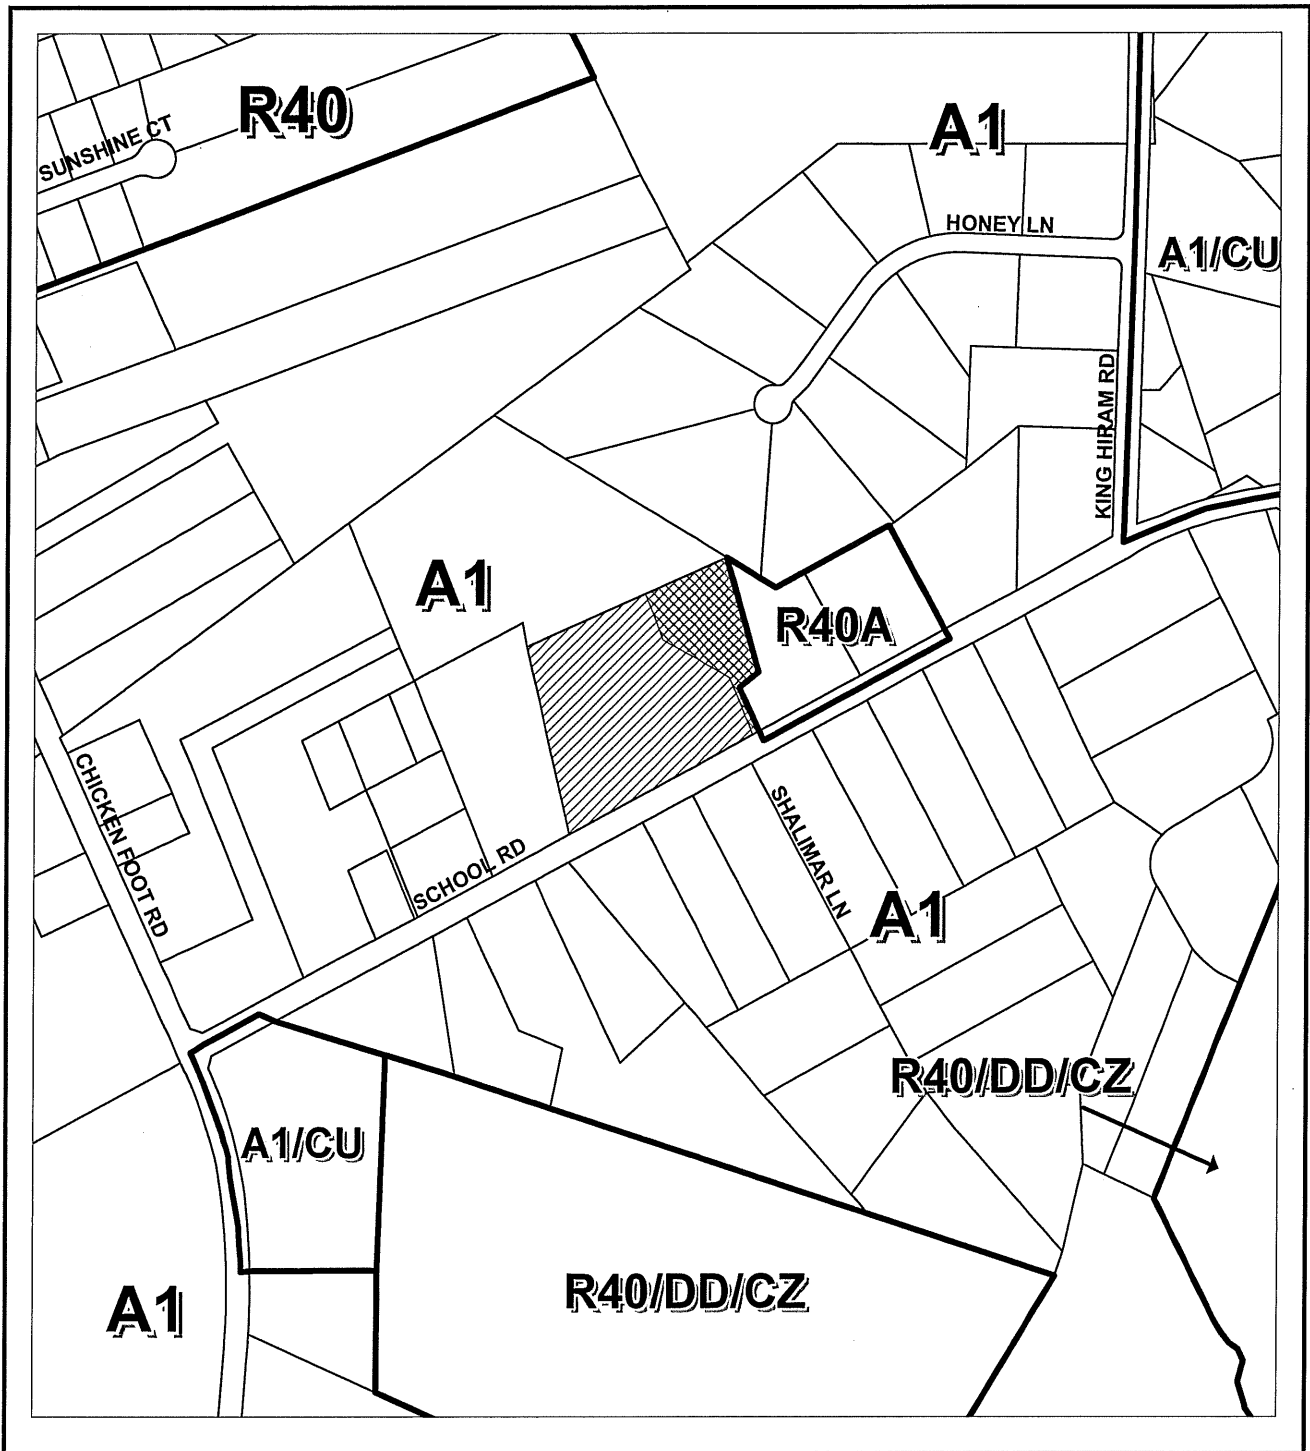 R40
A1
SUNSHINE CT
HONEY LN
A1/CU
KING HIRAM RD
A1
R40A
CHICKEN FOOT RD
SCHOOL RD
SHALIMAR LN
A1
R40/DD/CZ
A1/CU
R40/DD/CZ
A1